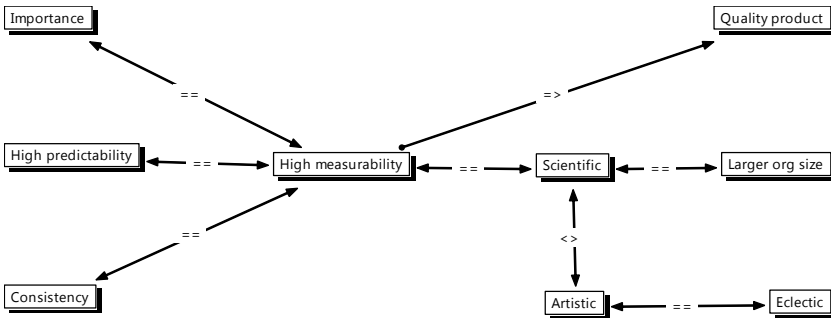 Importance
Quality product
==
=>
High predictability
==
High measurability
==
Scientific
==
Larger org size
==
<>
Consistency
Artistic
==
Eclectic